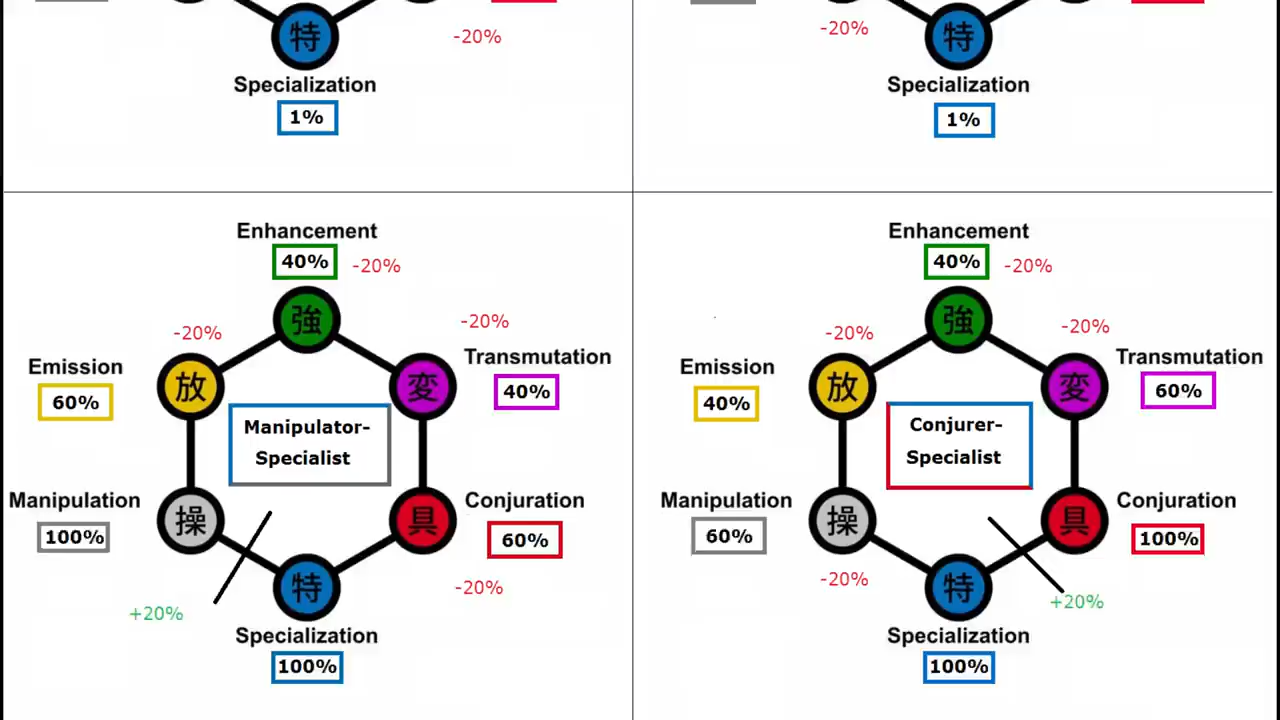 特
-20%
Specialization
1%
-20%
特
Specialization
1%
Enhancement
40%
-20%
強
-20%
-20%
Emission
60%
放
変
Transmutation
40%
Manipulator-
Specialist
Manipulation
100%
操
具
Conjuration
60%
特
-20%
+20%
Specialization
100%
Enhancement
40%
-20%
強
-20%
-20%
Emission
40%
放
変
Transmutation
60%
Conjurer-
Specialist
Manipulation
60%
操
具
Conjuration
100%
-20%
特
+20%
Specialization
100%